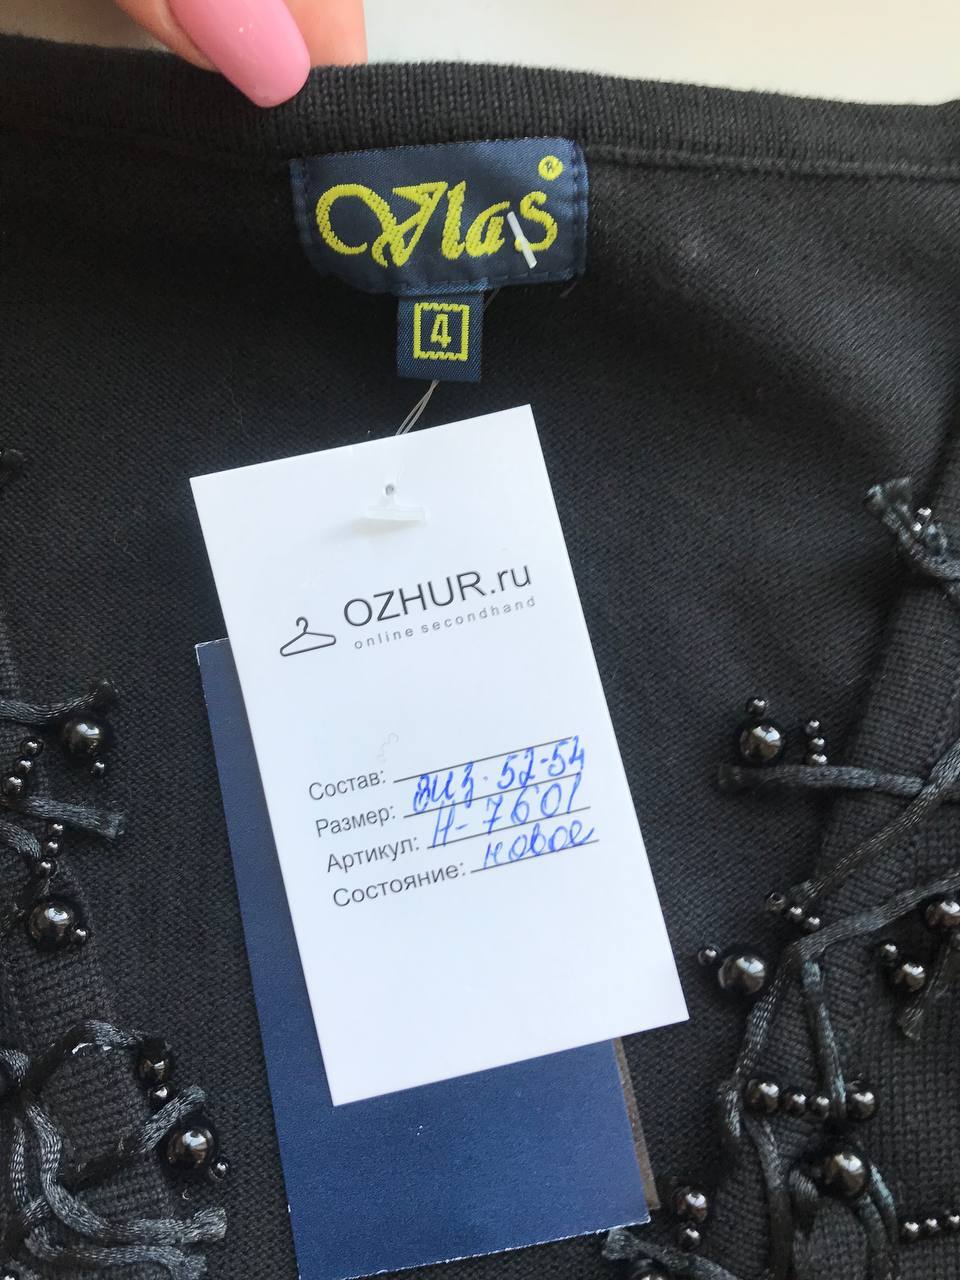 Vlas®
4
OZHUR.ru
online secondhand
Состав:
Размер: виз. 52-54
Артикул: Н-7601
Состояние: новое